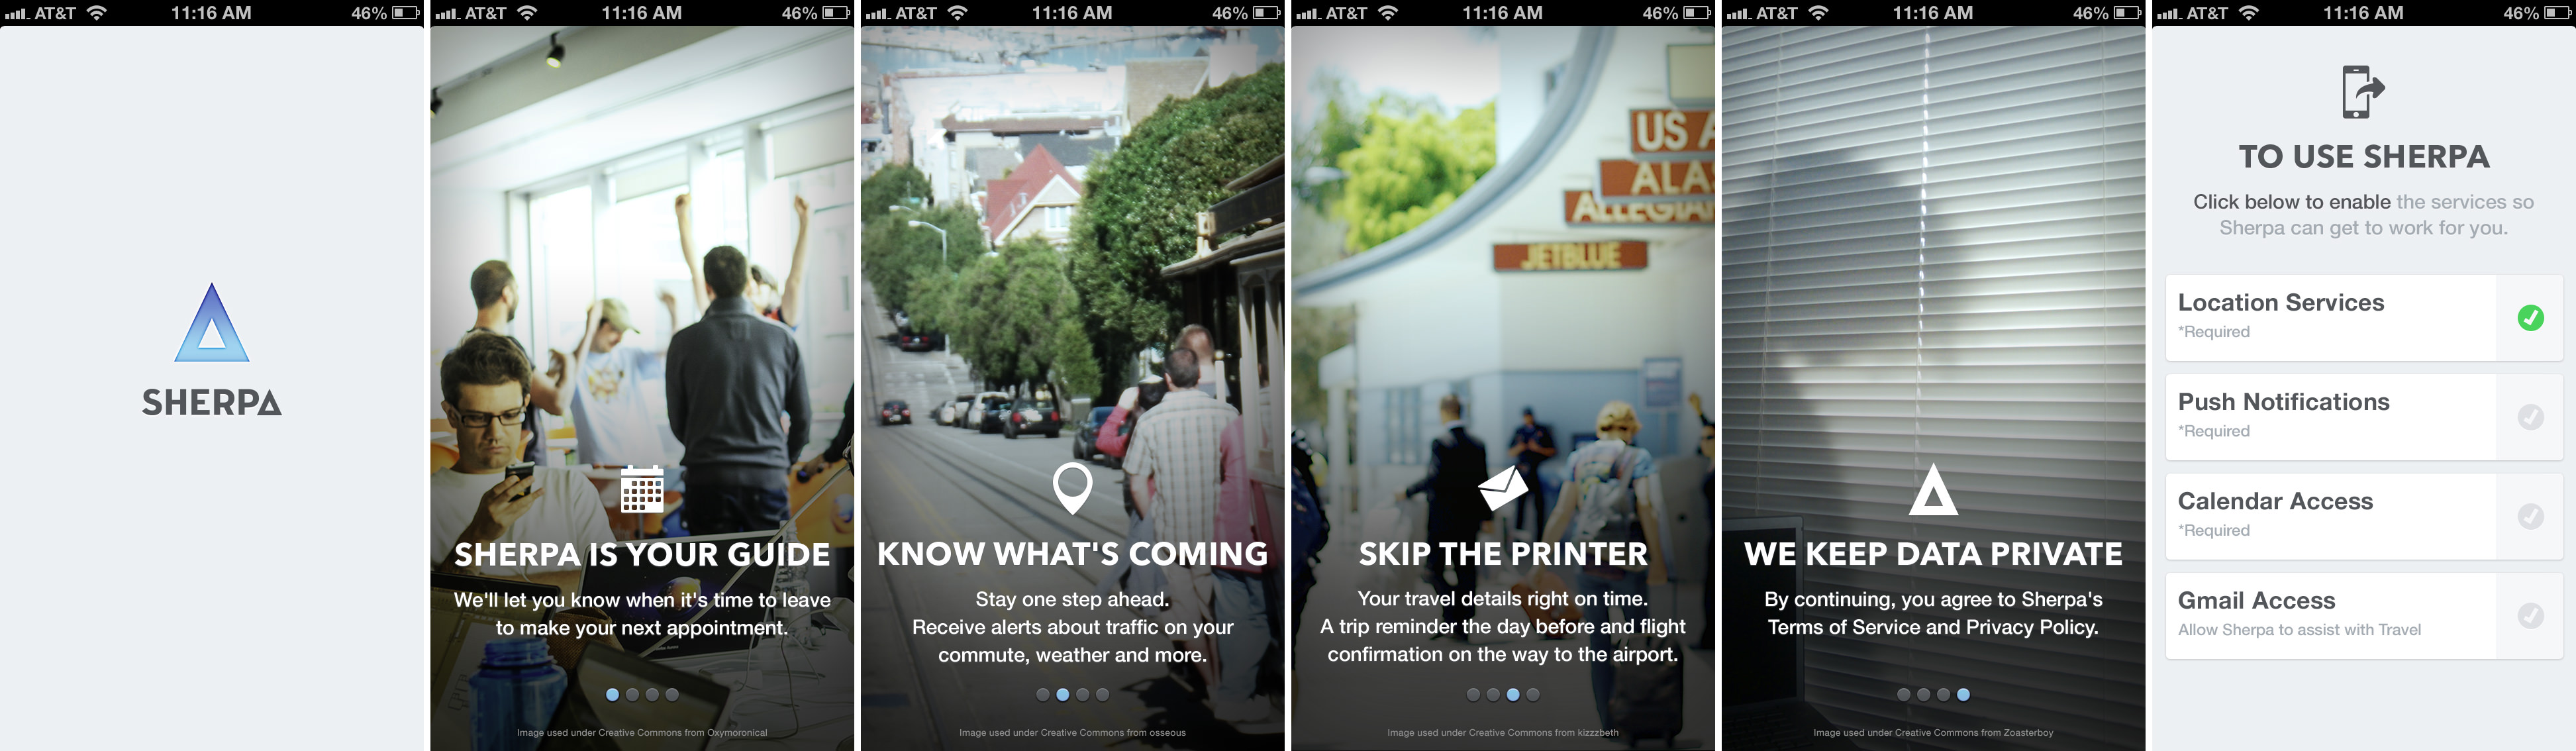 AT&T 11:16 AM 46%
SHERPA
AT&T 11:16 AM 46%
SHERPA IS YOUR GUIDE
We'll let you know when it's time to leave
to make your next appointment.
Image used under Creative Commons from Oxymoronical
AT&T 11:16 AM 46%
KNOW WHAT'S COMING
Stay one step ahead.
Receive alerts about traffic on your
commute, weather and more.
Image used under Creative Commons from osseous
AT&T 11:16 AM 46%
US A
ALAS
ALLEGIAN
JETBLUE
SKIP THE PRINTER
Your travel details right on time.
A trip reminder the day before and flight
confirmation on the way to the airport.
Image used under Creative Commons from kizzzbeth
AT&T 11:16 AM 46%
WE KEEP DATA PRIVATE
By continuing, you agree to Sherpa's
Terms of Service and Privacy Policy.
Image used under Creative Commons from Zoasterboy
AT&T 11:16 AM 46%
TO USE SHERPA
Click below to enable the services so
Sherpa can get to work for you.
Location Services
*Required
Push Notifications
*Required
Calendar Access
*Required
Gmail Access
Allow Sherpa to assist with Travel